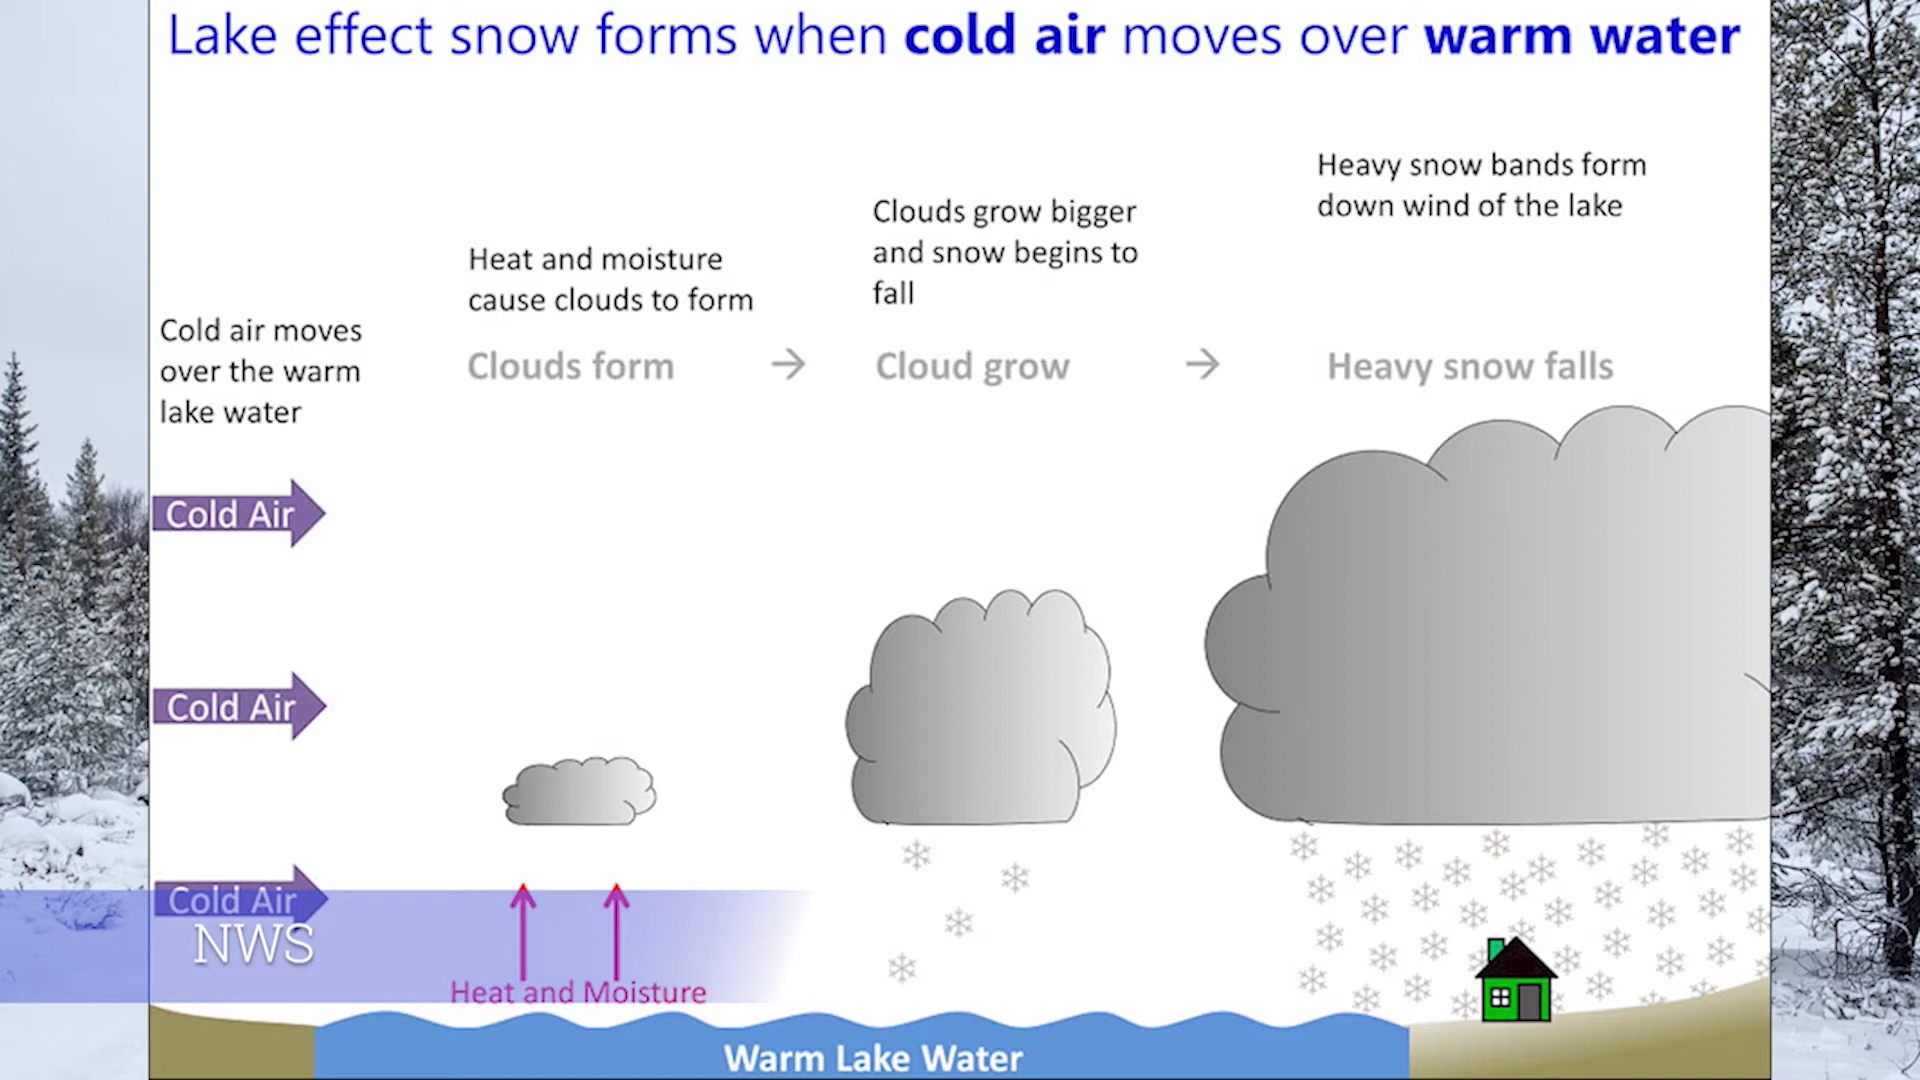 Lake effect snow forms when cold air moves over warm water
Cold air moves
over the warm
lake water
Heat and moisture
cause clouds to form
Clouds grow bigger
and snow begins to
fall
Heavy snow bands form
down wind of the lake
Clouds form → Cloud grow → Heavy snow falls
Cold Air
Cold Air
Cold Air
NWS
Heat and Moisture
Warm Lake Water